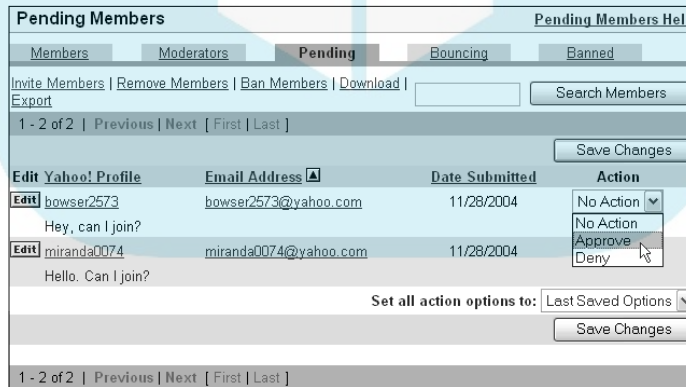 Pending Members
Pending Members Hel
Members Moderators Pending Bouncing Banned
Invite Members | Remove Members | Ban Members | Download |
Export
Search Members
1 - 2 of 2 | Previous | Next [ First | Last ]
Save Changes
Edit Yahoo! Profile Email Address Date Submitted Action
Edit bowser2573 bowser2573@yahoo.com 11/28/2004 No Action
Hey, can I join?
No Action
Approve
Deny
Edit miranda0074 miranda0074@yahoo.com 11/28/2004
Hello. Can I join?
Set all action options to: Last Saved Options
Save Changes
1 - 2 of 2 | Previous | Next [ First | Last ]